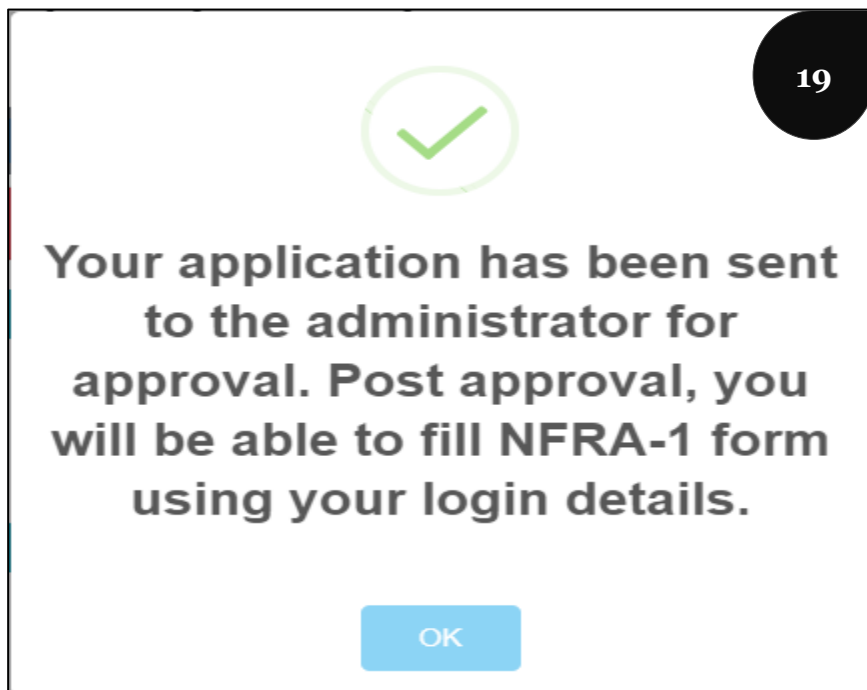 19
Your application has been sent
to the administrator for
approval. Post approval, you
will be able to fill NFRA-1 form
using your login details.
OK